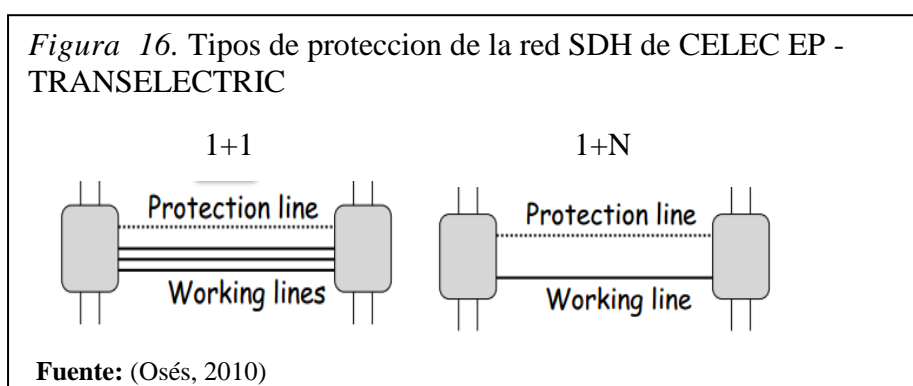 Figura 16. Tipos de proteccion de la red SDH de CELEC EP -
TRANSELECTRIC
1+1
1+N
Protection line
Working lines
Protection line
Working line
Fuente: (Osés, 2010)